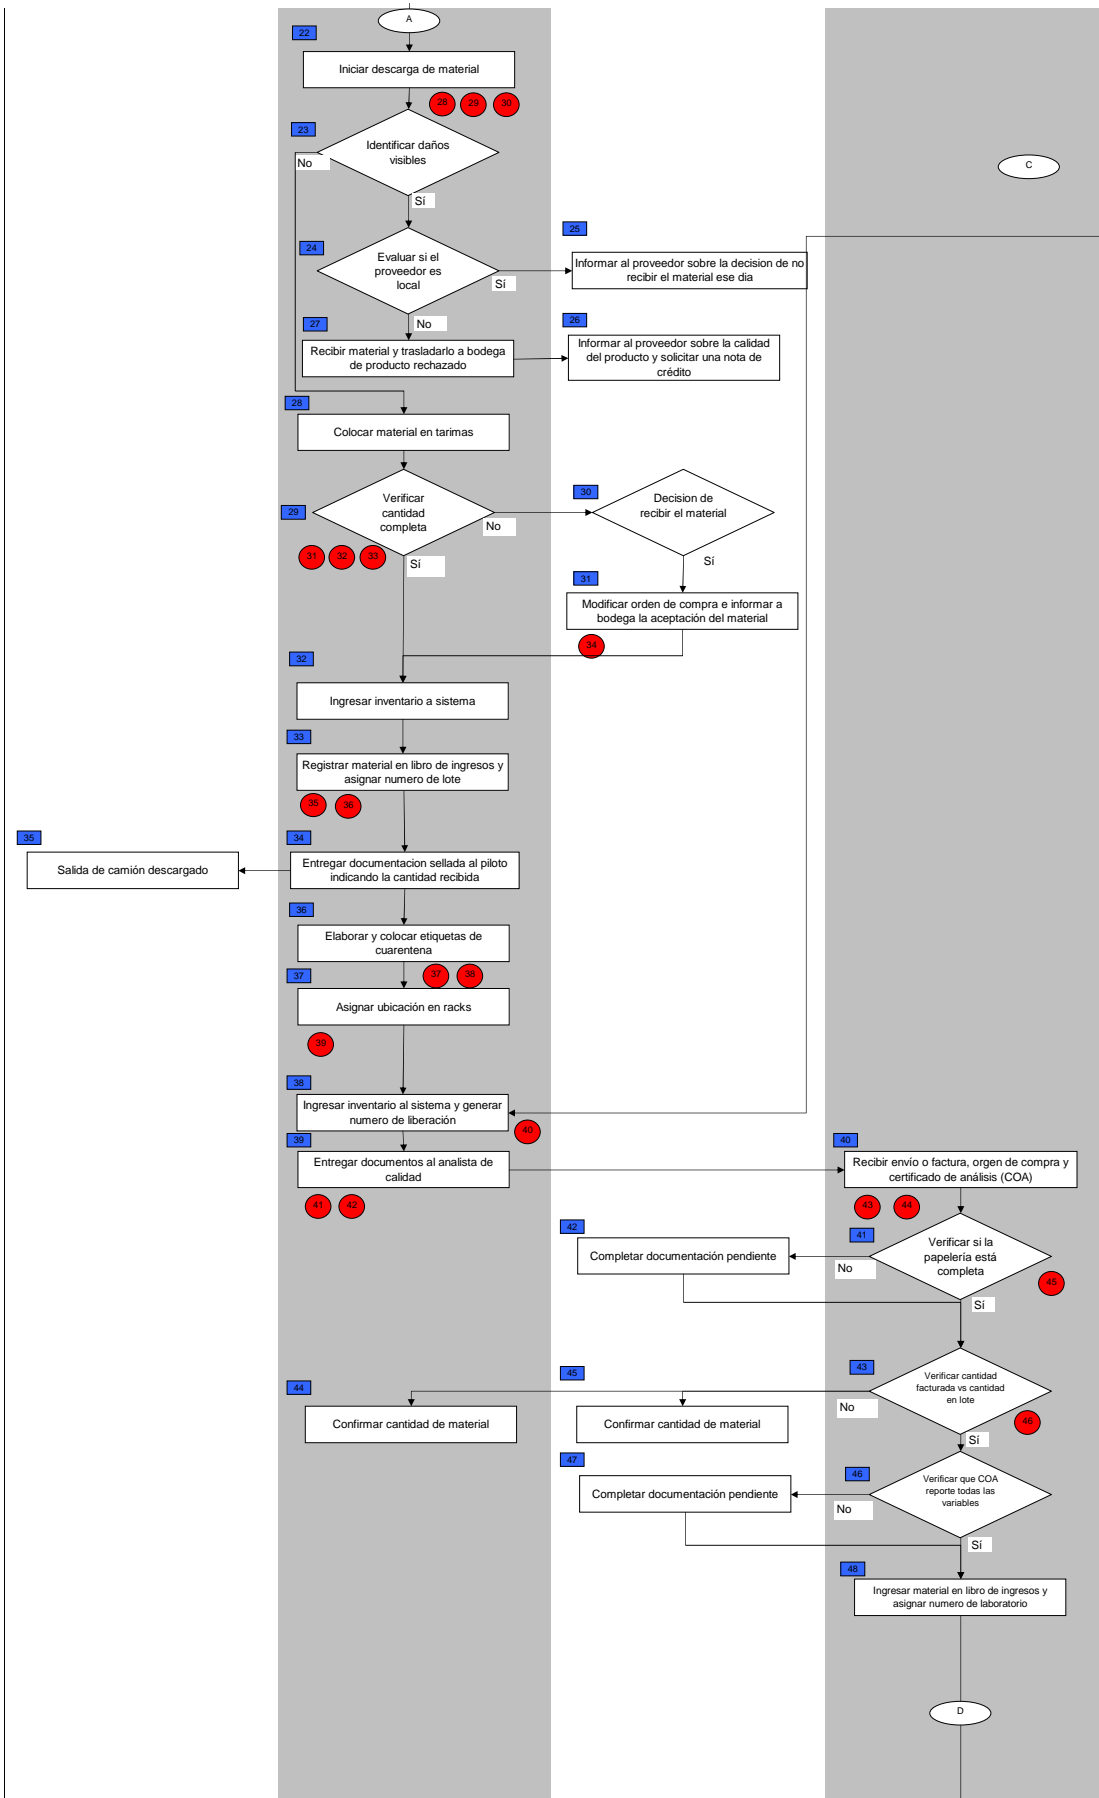 A
22
Iniciar descarga de material
28 29 30
23
Identificar daños
visibles
No
Sí
C
24
Evaluar si el
proveedor es
local
Sí
25
Informar al proveedor sobre la decision de no
recibir el material ese dia
No
27
Recibir material y trasladarlo a bodega
de producto rechazado
26
Informar al proveedor sobre la calidad
del producto y solicitar una nota de
crédito
28
Colocar material en tarimas
29
Verificar
cantidad
completa
No
30
Decision de
recibir el material
31 32 33
Sí
Sí
31
Modificar orden de compra e informar a
bodega la aceptación del material
34
32
Ingresar inventario a sistema
33
Registrar material en libro de ingresos y
asignar numero de lote
35 36
35
Salida de camión descargado
34
Entregar documentacion sellada al piloto
indicando la cantidad recibida
36
Elaborar y colocar etiquetas de
cuarentena
37 38
37
Asignar ubicación en racks
39
38
Ingresar inventario al sistema y generar
numero de liberación
40
39
Entregar documentos al analista de
calidad
41 42
40
Recibir envío o factura, orgen de compra y
certificado de análisis (COA)
43 44
41
Verificar si la
papelería está
completa
No
45
Sí
42
Completar documentación pendiente
43
Verificar cantidad
facturada vs cantidad
en lote
No
46
Sí
44
Confirmar cantidad de material
45
Confirmar cantidad de material
46
Verificar que COA
reporte todas las
variables
No
Sí
47
Completar documentación pendiente
48
Ingresar material en libro de ingresos y
asignar numero de laboratorio
D